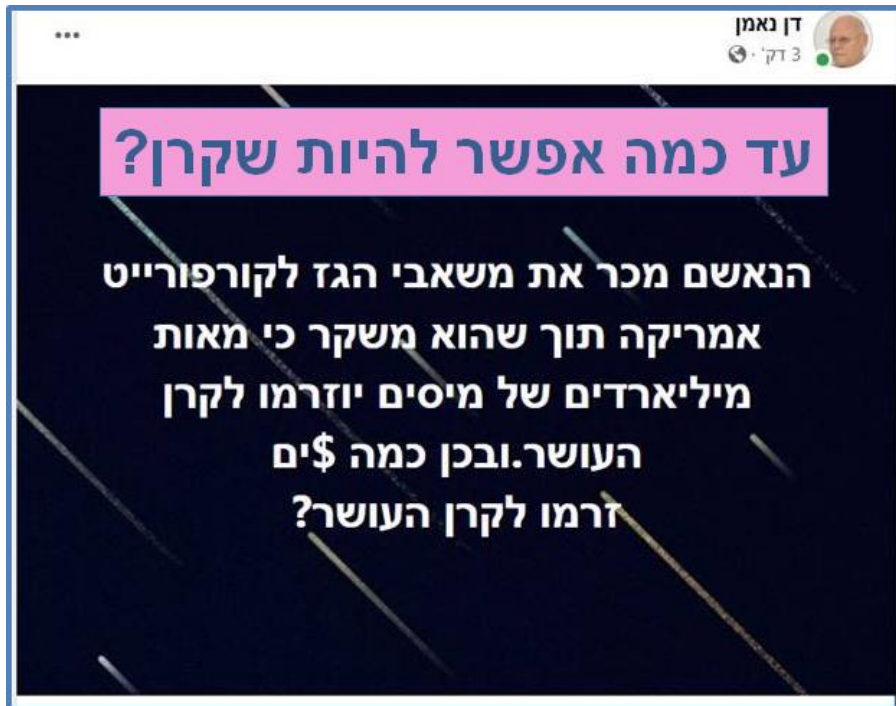 דן נאמן
3 דק' ·
עד כמה אפשר להיות שקרן?
הנאשם מכר את משאבי הגז לקורפורייט
אמריקה תוך שהוא משקר כי מאות
מיליארדים של מיסים יוזרמו לקרן
העושר.ובכן כמה $ים
זרמו לקרן העושר?